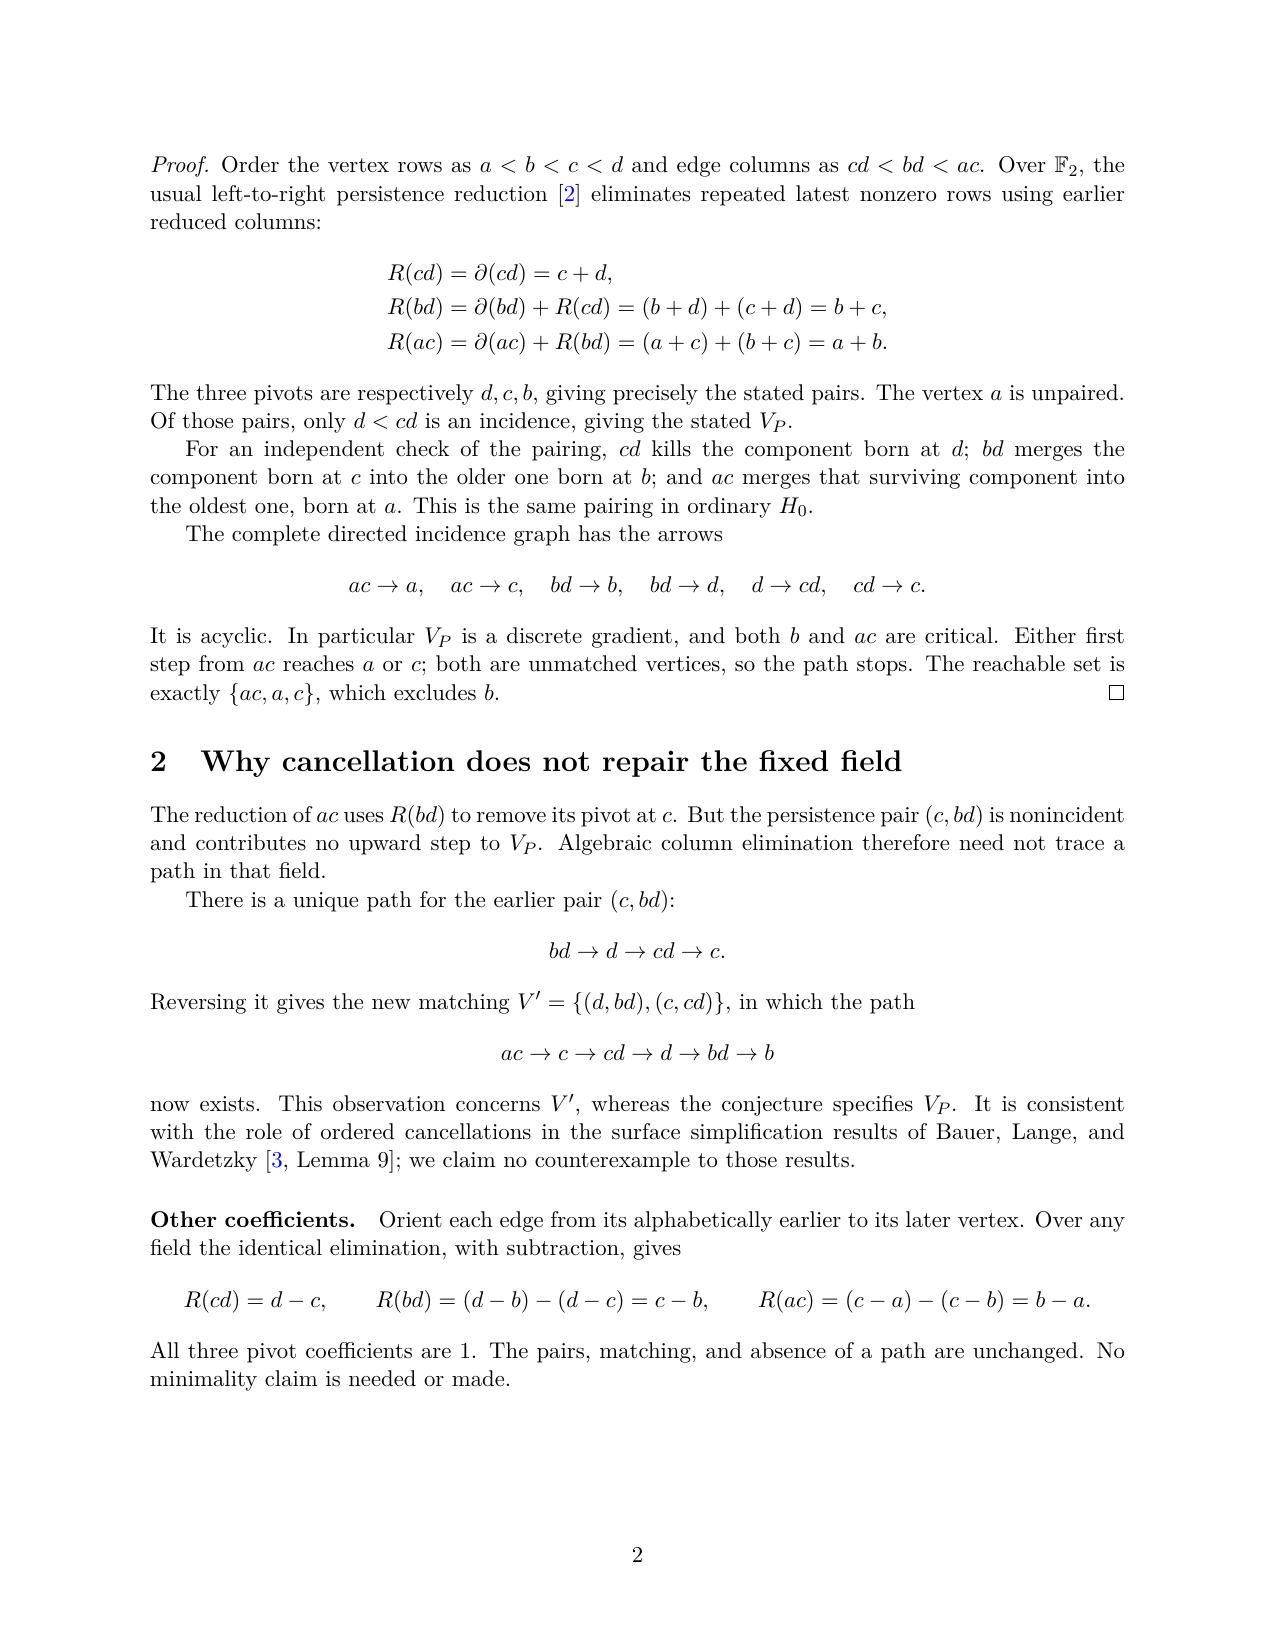 Proof. Order the vertex rows as a < b < c < d and edge columns as cd < bd < ac. Over 𝔽₂, the
usual left-to-right persistence reduction [2] eliminates repeated latest nonzero rows using earlier
reduced columns:
R(cd) = ∂(cd) = c + d,
R(bd) = ∂(bd) + R(cd) = (b + d) + (c + d) = b + c,
R(ac) = ∂(ac) + R(bd) = (a + c) + (b + c) = a + b.
The three pivots are respectively d, c, b, giving precisely the stated pairs. The vertex a is unpaired.
Of those pairs, only d < cd is an incidence, giving the stated V_P.
For an independent check of the pairing, cd kills the component born at d; bd merges the
component born at c into the older one born at b; and ac merges that surviving component into
the oldest one, born at a. This is the same pairing in ordinary H₀.
The complete directed incidence graph has the arrows
ac → a, ac → c, bd → b, bd → d, d → cd, cd → c.
It is acyclic. In particular V_P is a discrete gradient, and both b and ac are critical. Either first
step from ac reaches a or c; both are unmatched vertices, so the path stops. The reachable set is
exactly {ac, a, c}, which excludes b. □
2 Why cancellation does not repair the fixed field
The reduction of ac uses R(bd) to remove its pivot at c. But the persistence pair (c, bd) is nonincident
and contributes no upward step to V_P. Algebraic column elimination therefore need not trace a
path in that field.
There is a unique path for the earlier pair (c, bd):
bd → d → cd → c.
Reversing it gives the new matching V′ = {(d, bd), (c, cd)}, in which the path
ac → c → cd → d → bd → b
now exists. This observation concerns V′, whereas the conjecture specifies V_P. It is consistent
with the role of ordered cancellations in the surface simplification results of Bauer, Lange, and
Wardetzky [3, Lemma 9]; we claim no counterexample to those results.
Other coefficients. Orient each edge from its alphabetically earlier to its later vertex. Over any
field the identical elimination, with subtraction, gives
R(cd) = d − c, R(bd) = (d − b) − (d − c) = c − b, R(ac) = (c − a) − (c − b) = b − a.
All three pivot coefficients are 1. The pairs, matching, and absence of a path are unchanged. No
minimality claim is needed or made.
2